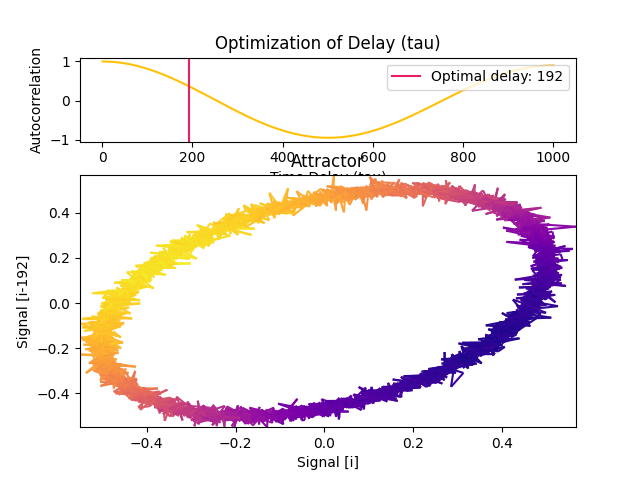 Optimization of Delay (tau)
Autocorrelation
1
0
−1
Optimal delay: 192
0
200
400
600
800
1000
Time Delay (tau)
Attractor
Signal [i-192]
0.4
0.2
0.0
−0.2
−0.4
−0.4
−0.2
0.0
0.2
0.4
Signal [i]